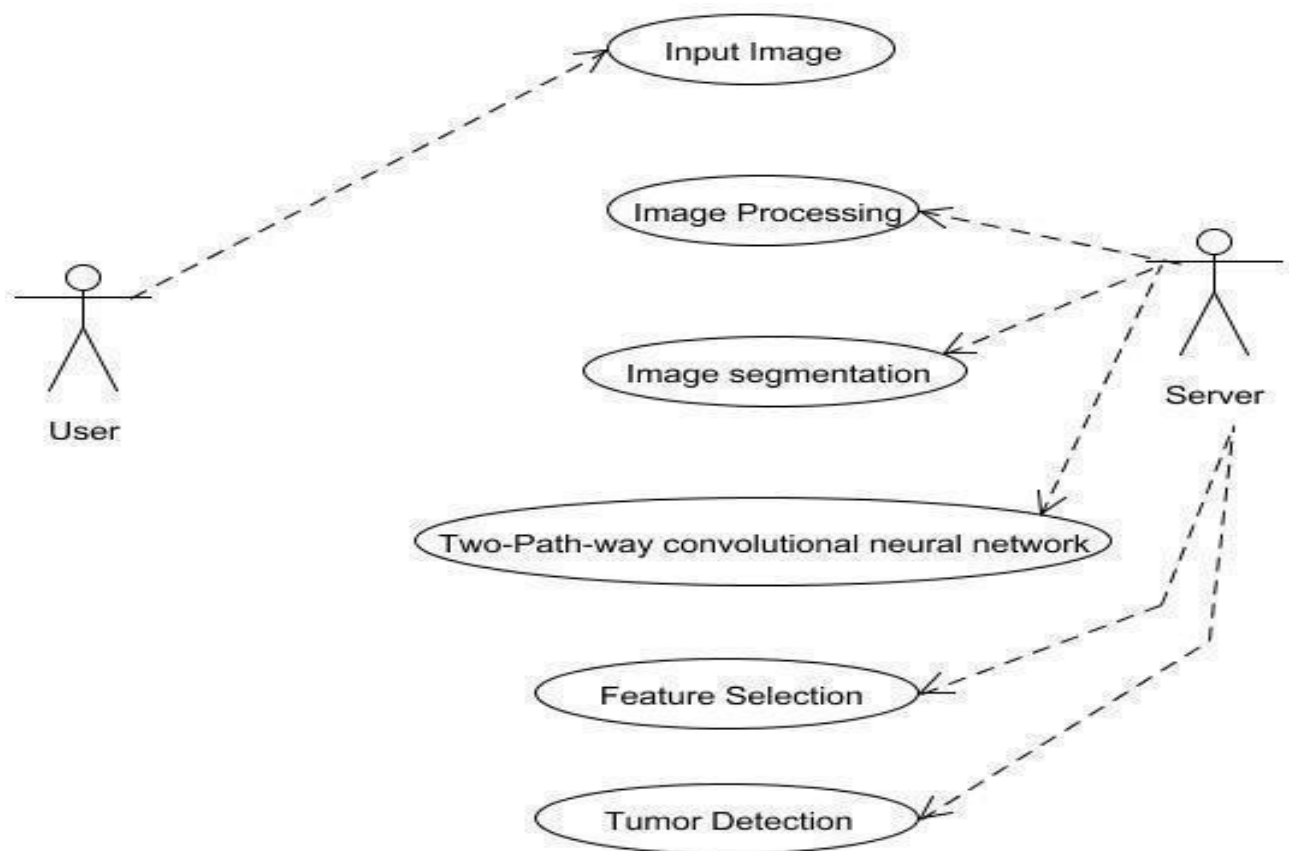 Input Image
Image Processing
Image segmentation
Server
User
Two-Path-way convolutional neural network
Feature Selection
Tumor Detection